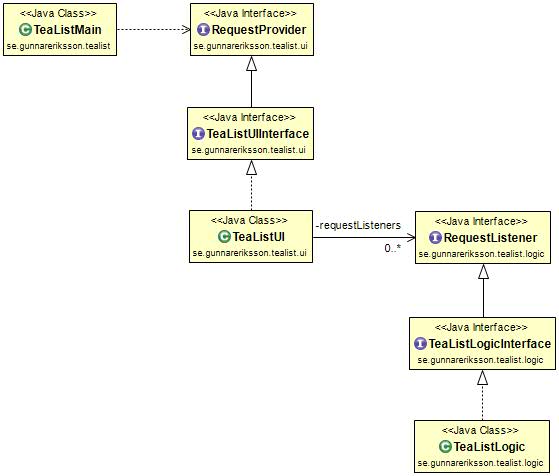 <<Java Class>>
TeaListMain
se.gunnareriksson.tealist
<<Java Interface>>
RequestProvider
se.gunnareriksson.tealist.ui
<<Java Interface>>
TeaListUIInterface
se.gunnareriksson.tealist.ui
<<Java Class>>
TeaListUI
se.gunnareriksson.tealist.ui
-requestListeners
0..*
<<Java Interface>>
RequestListener
se.gunnareriksson.tealist.logic
<<Java Interface>>
TeaListLogicInterface
se.gunnareriksson.tealist.logic
<<Java Class>>
TeaListLogic
se.gunnareriksson.tealist.logic